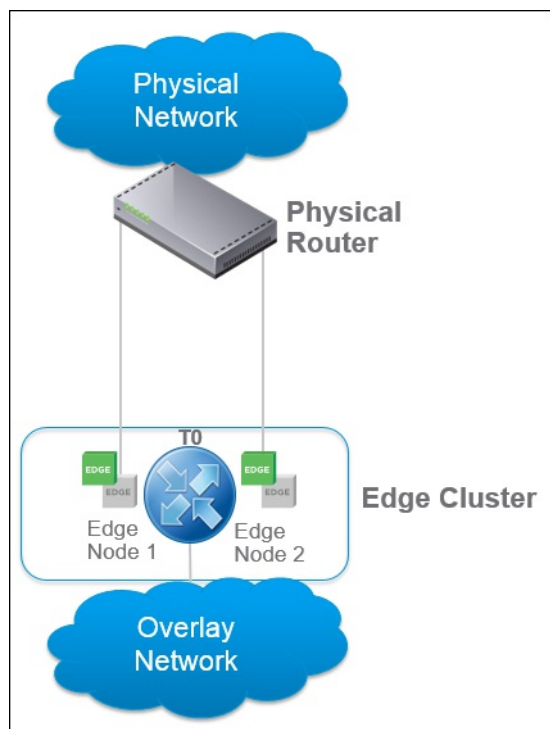 Physical
Network
Physical
Router
T0
EDGE
EDGE
EDGE
EDGE
Edge
Node 1
Edge
Node 2
Edge Cluster
Overlay
Network